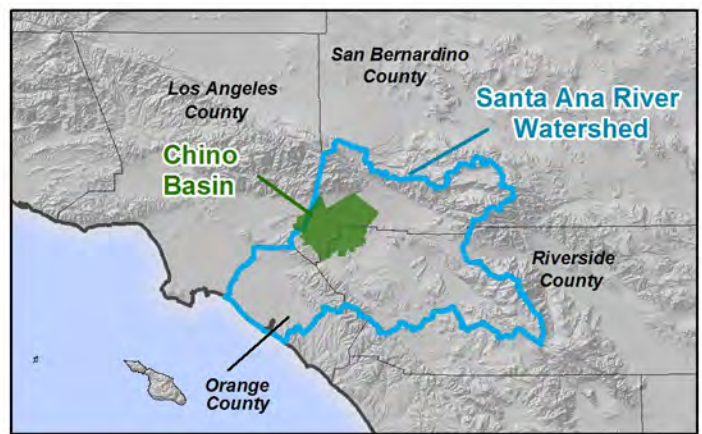 San Bernardino
County
Los Angeles
County
Santa Ana River
Watershed
Chino
Basin
Riverside
County
Orange
County